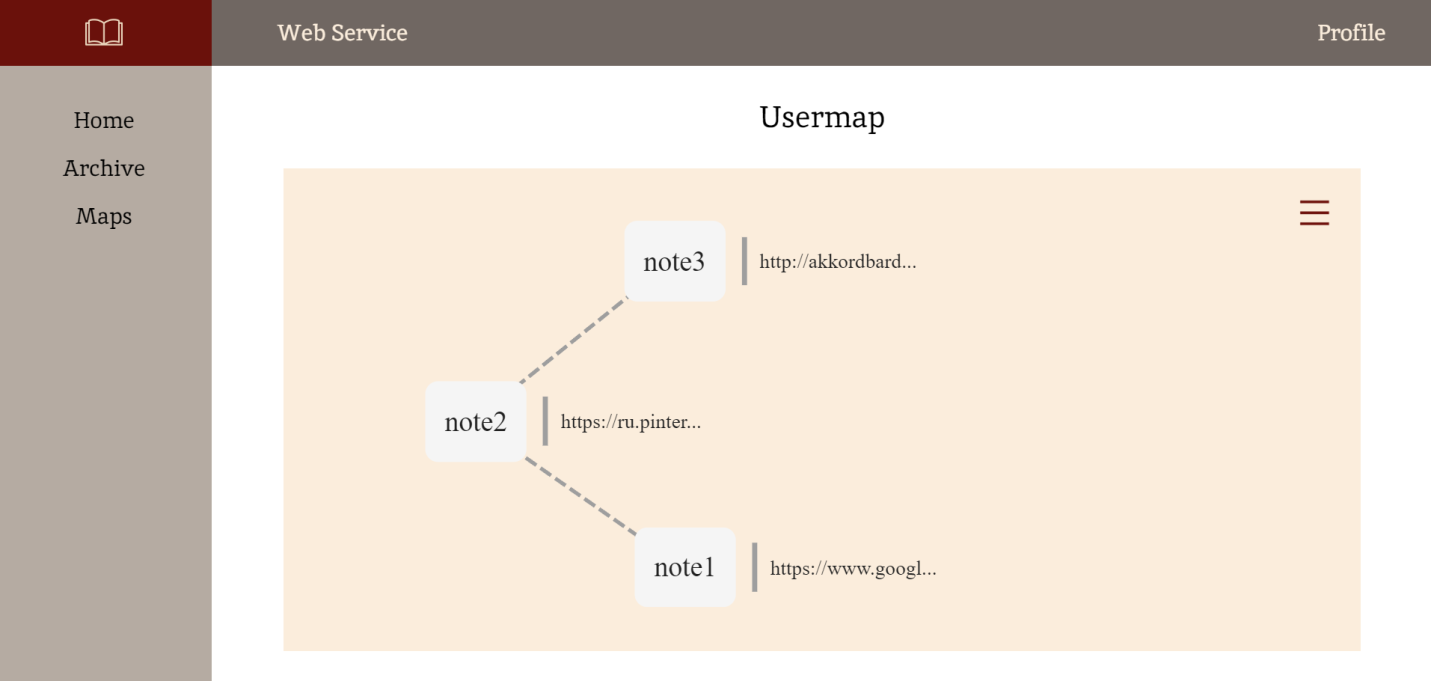 Web Service
Profile
Home
Archive
Maps
Usermap
note3
http://akkordbard...
note2
https://ru.pinter...
note1
https://www.googl...